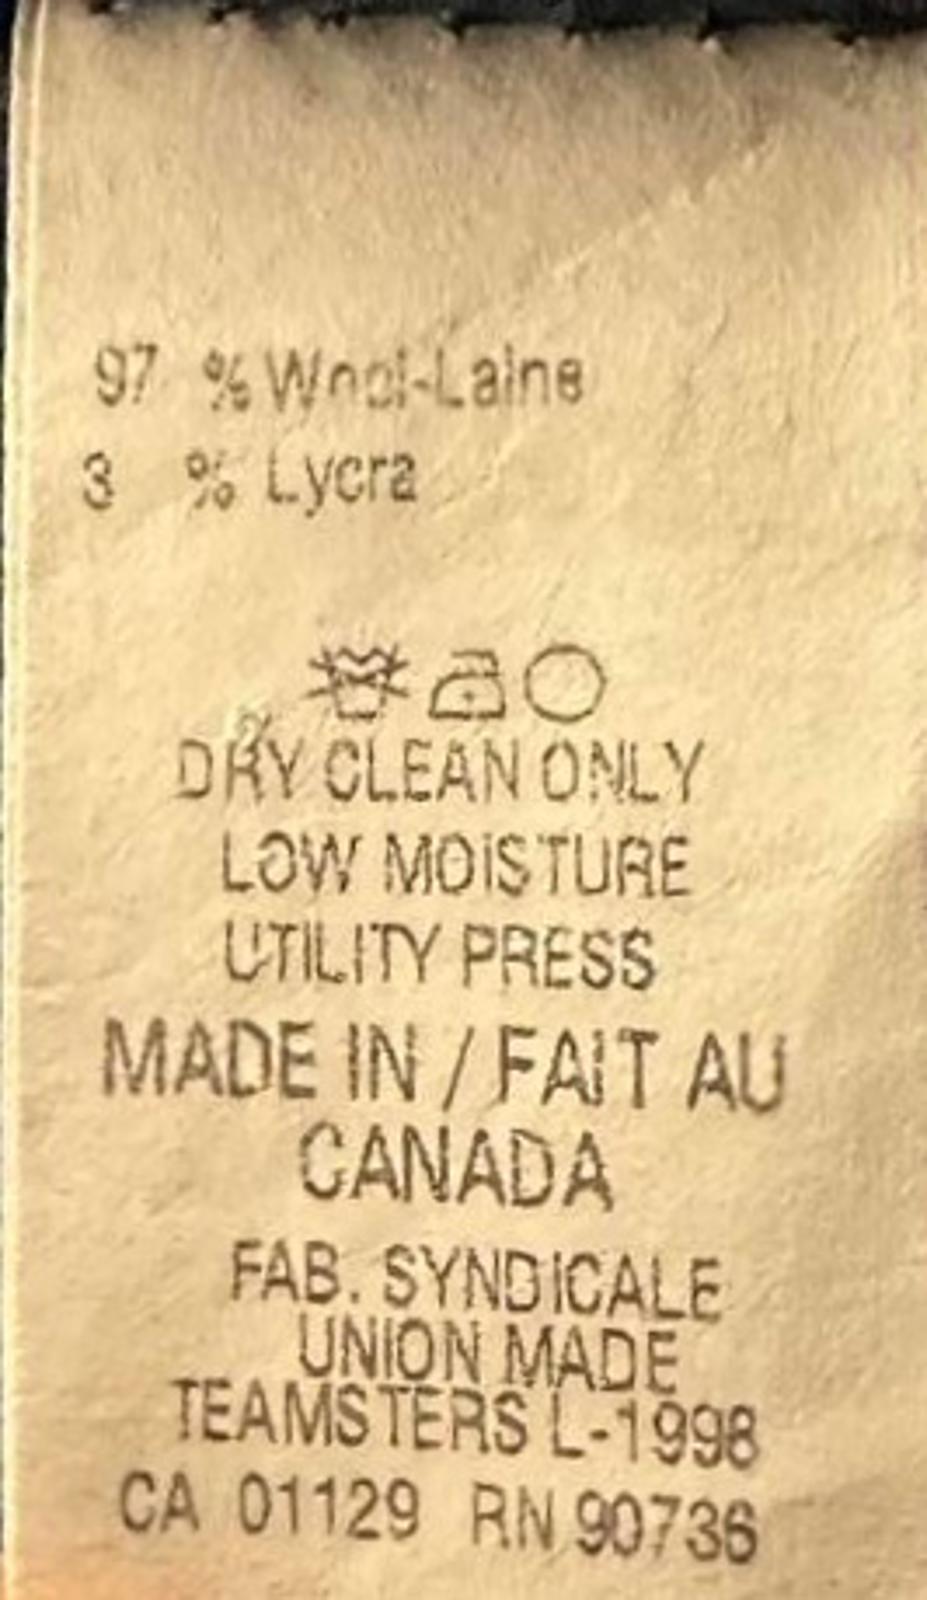 97 % Wool-Laine
3 % Lycra
DRY CLEAN ONLY
LOW MOISTURE
UTILITY PRESS
MADE IN / FAIT AU
CANADA
FAB. SYNDICALE
UNION MADE
TEAMSTERS L-1998
CA 01129 RN 90736